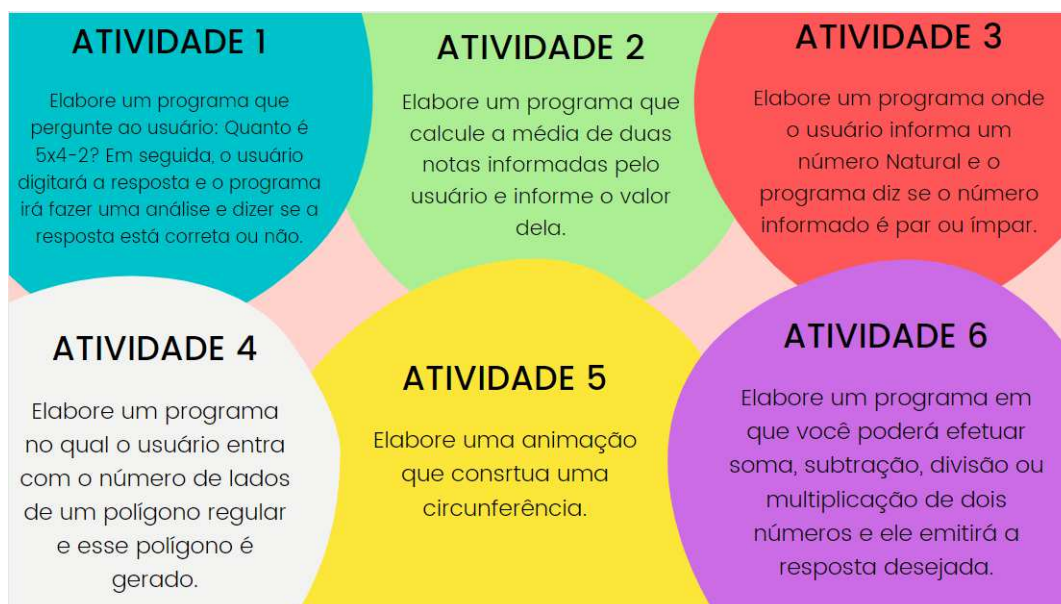 ATIVIDADE 1
Elabore um programa que
pergunte ao usuário: Quanto é
5x4-2? Em seguida, o usuário
digitará a resposta e o programa
irá fazer uma análise e dizer se a
resposta está correta ou não.
ATIVIDADE 2
Elabore um programa que
calcule a média de duas
notas informadas pelo
usuário e informe o valor
dela.
ATIVIDADE 3
Elabore um programa onde
o usuário informa um
número Natural e o
programa diz se o número
informado é par ou ímpar.
ATIVIDADE 4
Elabore um programa
no qual o usuário entra
com o número de lados
de um polígono regular
e esse polígono é
gerado.
ATIVIDADE 5
Elabore uma animação
que consrtua uma
circunferência.
ATIVIDADE 6
Elabore um programa em
que você poderá efetuar
soma, subtração, divisão ou
multiplicação de dois
números e ele emitirá a
resposta desejada.